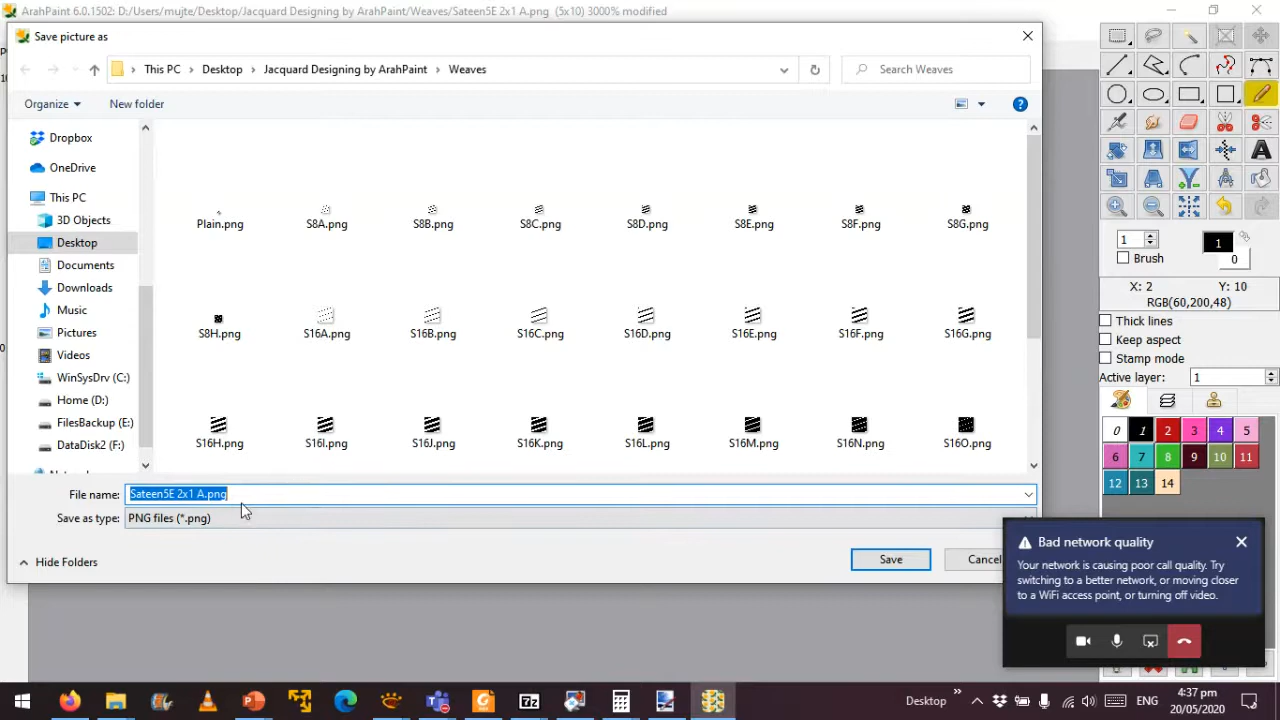 ArahPaint 6.0.1502: D:/Users/mujte/Desktop/Jacquard Designing by ArahPaint/Weaves/Sateen5E 2x1 A.png (5x10) 3000% modified
Save picture as
This PC > Desktop > Jacquard Designing by ArahPaint > Weaves
Search Weaves
Organize
New folder
Dropbox
OneDrive
This PC
3D Objects
Desktop
Documents
Downloads
Music
Pictures
Videos
WinSysDrv (C:)
Home (D:)
FilesBackup (E:)
DataDisk2 (F:)
Plain.png S8A.png S8B.png S8C.png S8D.png S8E.png S8F.png S8G.png
S8H.png S16A.png S16B.png S16C.png S16D.png S16E.png S16F.png S16G.png
S16H.png S16I.png S16J.png S16K.png S16L.png S16M.png S16N.png S16O.png
File name: Sateen5E 2x1 A.png
Save as type: PNG files (*.png)
Hide Folders
Save
Cancel
1
1
Brush
0
X: 2 Y: 10
RGB(60,200,48)
Thick lines
Keep aspect
Stamp mode
Active layer: 1
0 1 2 3 4 5
6 7 8 9 10 11
12 13 14
Bad network quality
Your network is causing poor call quality. Try
switching to a better network, or moving closer
to a WiFi access point, or turning off video.
Desktop
ENG
4:37 pm
20/05/2020